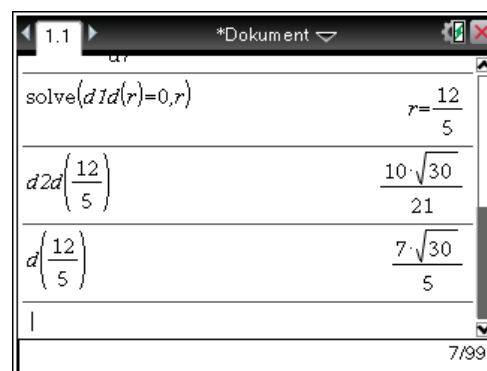 1.1 *Dokument
solve(d1d(r)=0,r) r=12/5
d2d(12/5) 10·√30/21
d(12/5) 7·√30/5
7/99